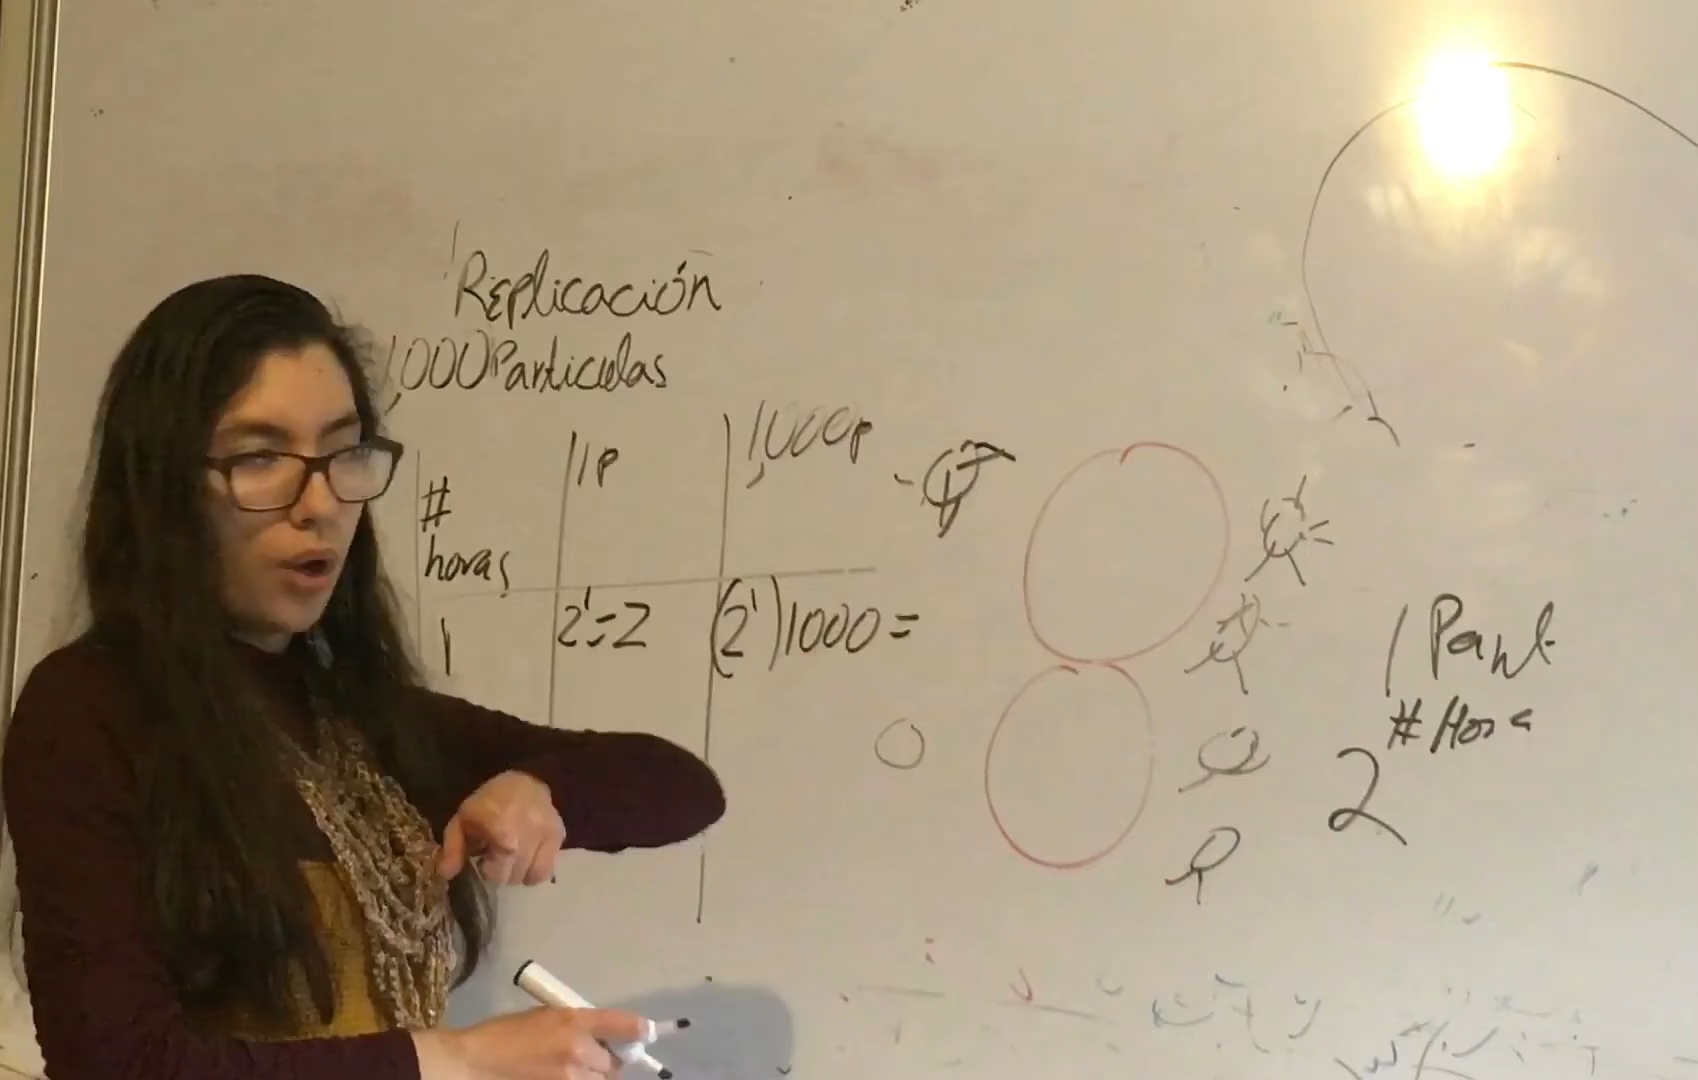 Replicación
1,000 Particulas
# horas
1p
1,000p
1
2¹=2
(2¹)1000=
1 Part
# Hora
2